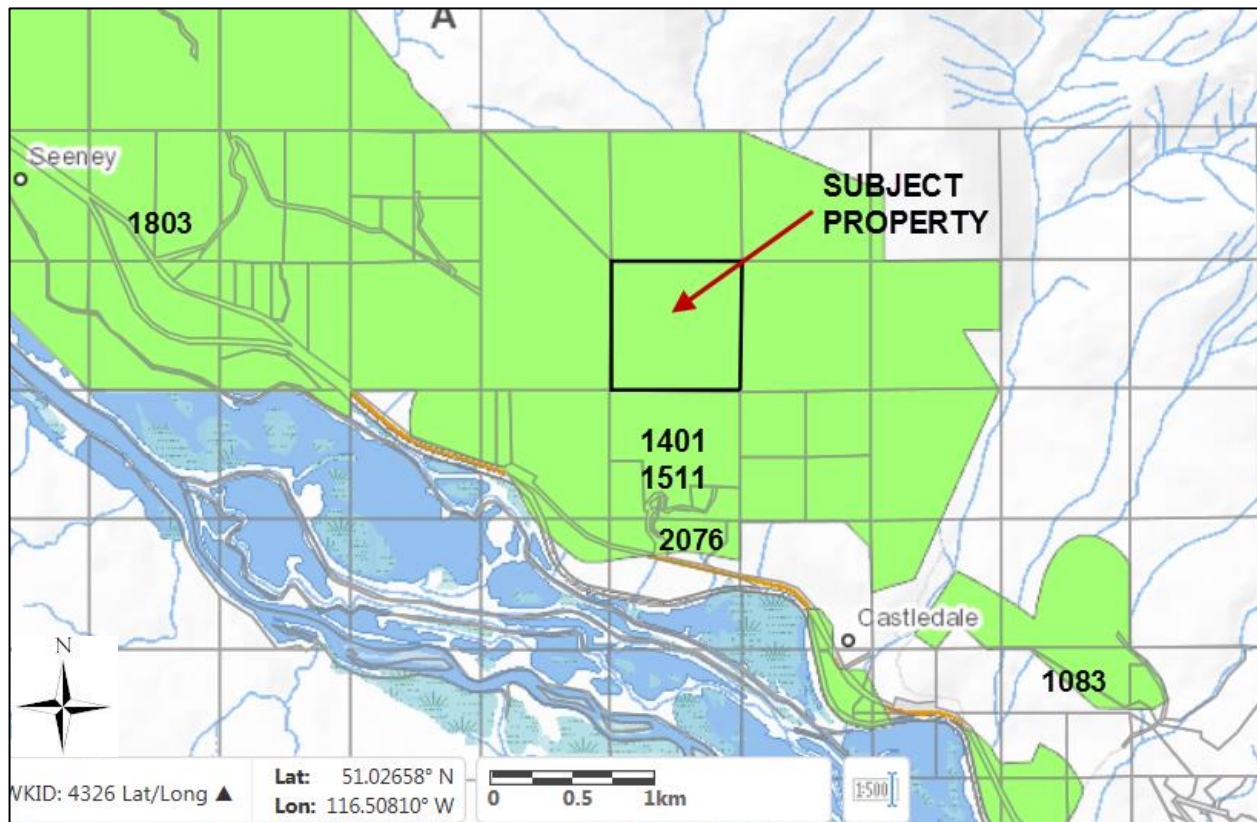 A
Seeney
1803
SUBJECT
PROPERTY
1401
1511
2076
Castledale
1083
N
WKID: 4326 Lat/Long ▲
Lat: 51.02658° N
Lon: 116.50810° W
0 0.5 1km
1:500